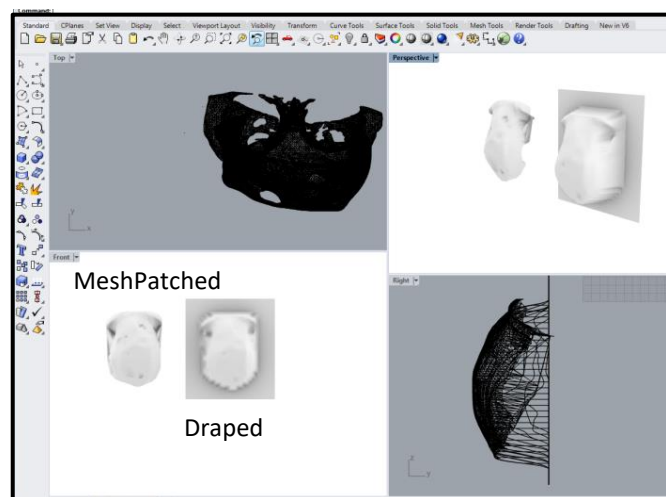 Command:
Standard CPlanes Set View Display Select Viewport Layout Visibility Transform Curve Tools Surface Tools Solid Tools Mesh Tools Render Tools Drafting New in V6
Top
Perspective
y
x
Front
MeshPatched
Draped
Right
z
y